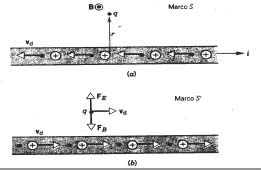 B q Marco S
r
v_d i
(a)
F_E Marco S'
q v_d
F_B
v_d
(b)